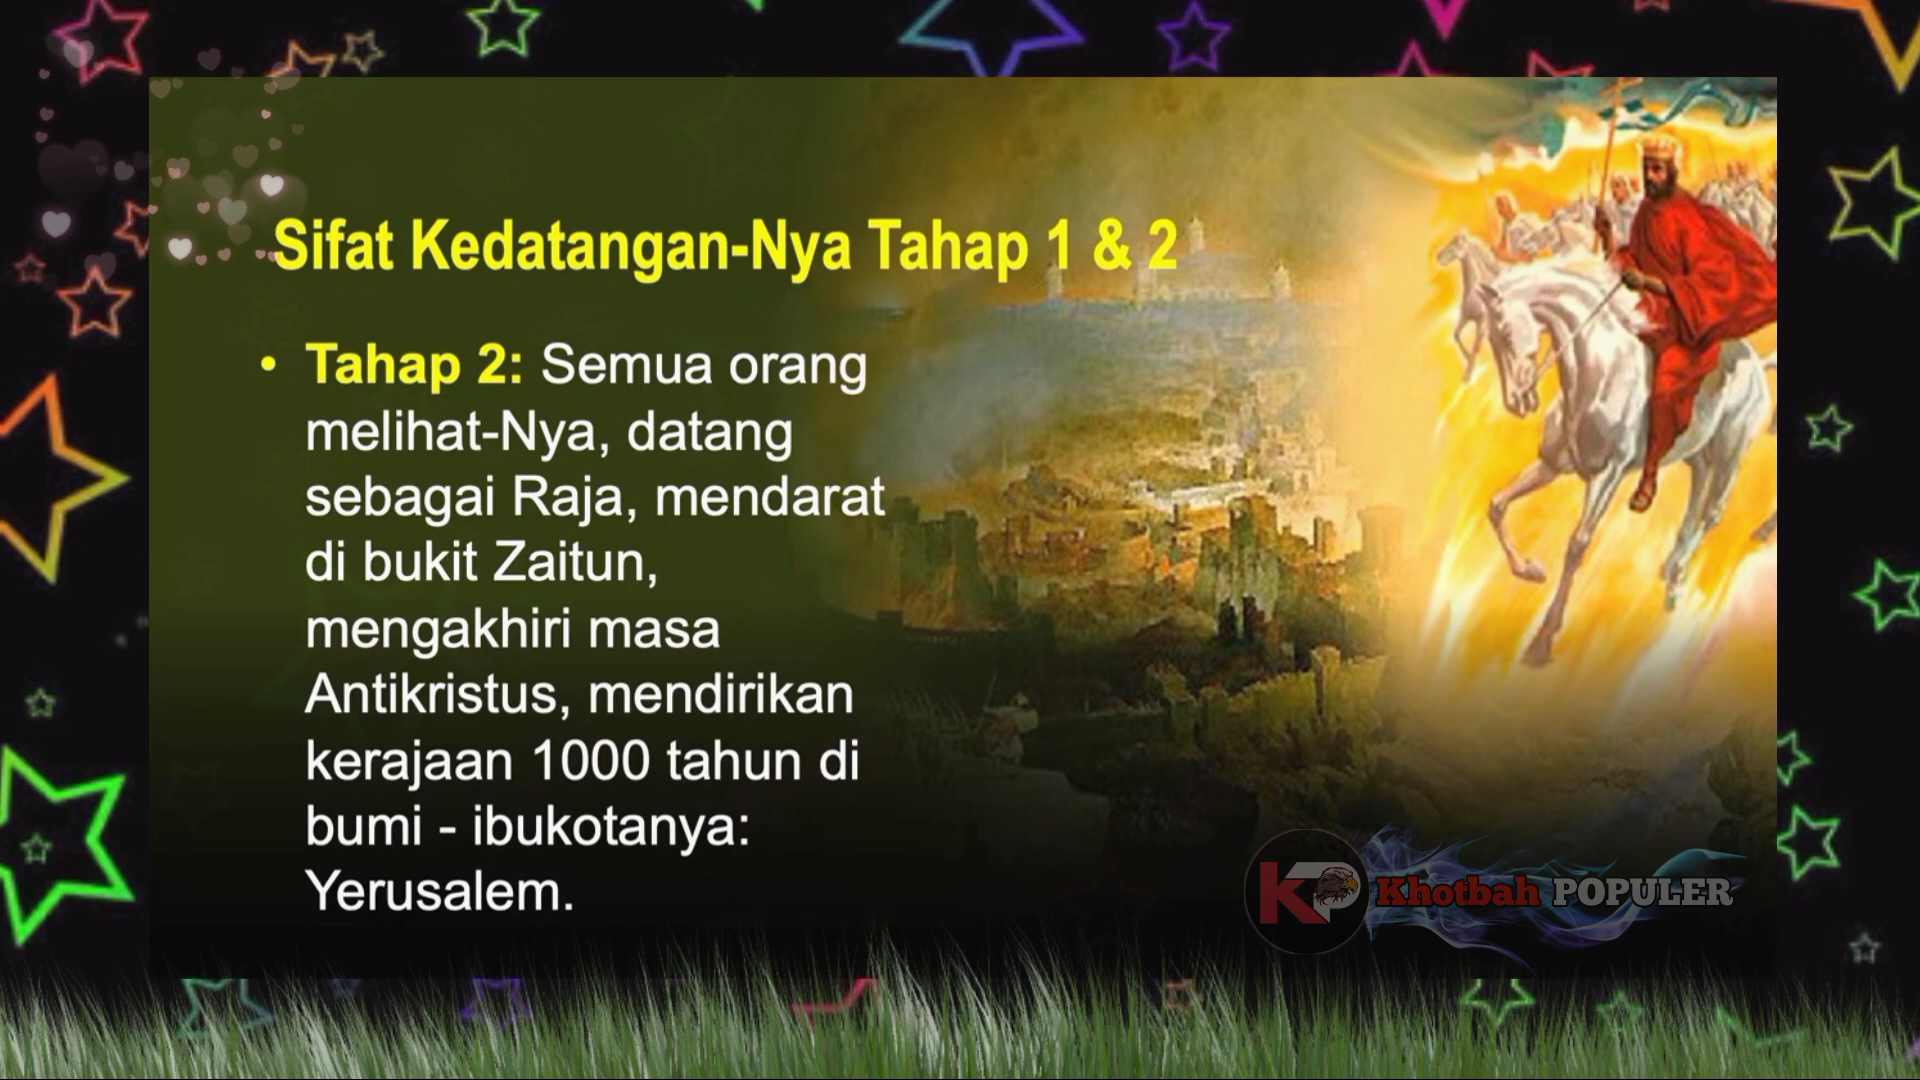 Sifat Kedatangan-Nya Tahap 1 & 2
• Tahap 2: Semua orang
melihat-Nya, datang
sebagai Raja, mendarat
di bukit Zaitun,
mengakhiri masa
Antikristus, mendirikan
kerajaan 1000 tahun di
bumi - ibukotanya:
Yerusalem.
KP Khotbah POPULER